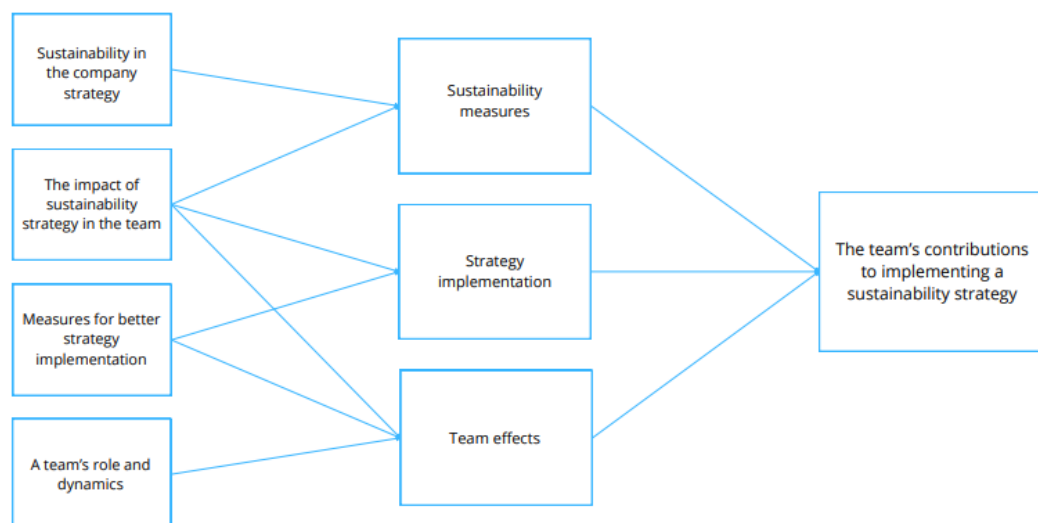 Sustainability in
the company
strategy
The impact of
sustainability
strategy in the team
Measures for better
strategy
implementation
A team's role and
dynamics
Sustainability
measures
Strategy
implementation
Team effects
The team's contributions
to implementing a
sustainability strategy